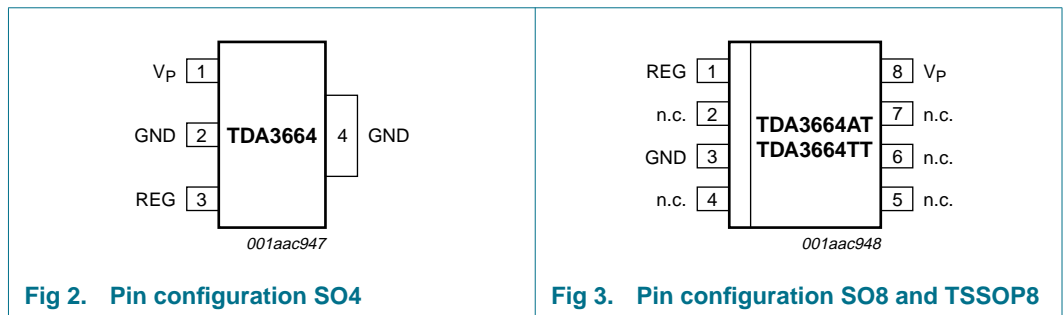 VP 1
GND 2 TDA3664 4 GND
REG 3
001aac947
Fig 2. Pin configuration SO4
REG 1 8 VP
n.c. 2 7 n.c.
TDA3664AT
TDA3664TT
GND 3 6 n.c.
n.c. 4 5 n.c.
001aac948
Fig 3. Pin configuration SO8 and TSSOP8